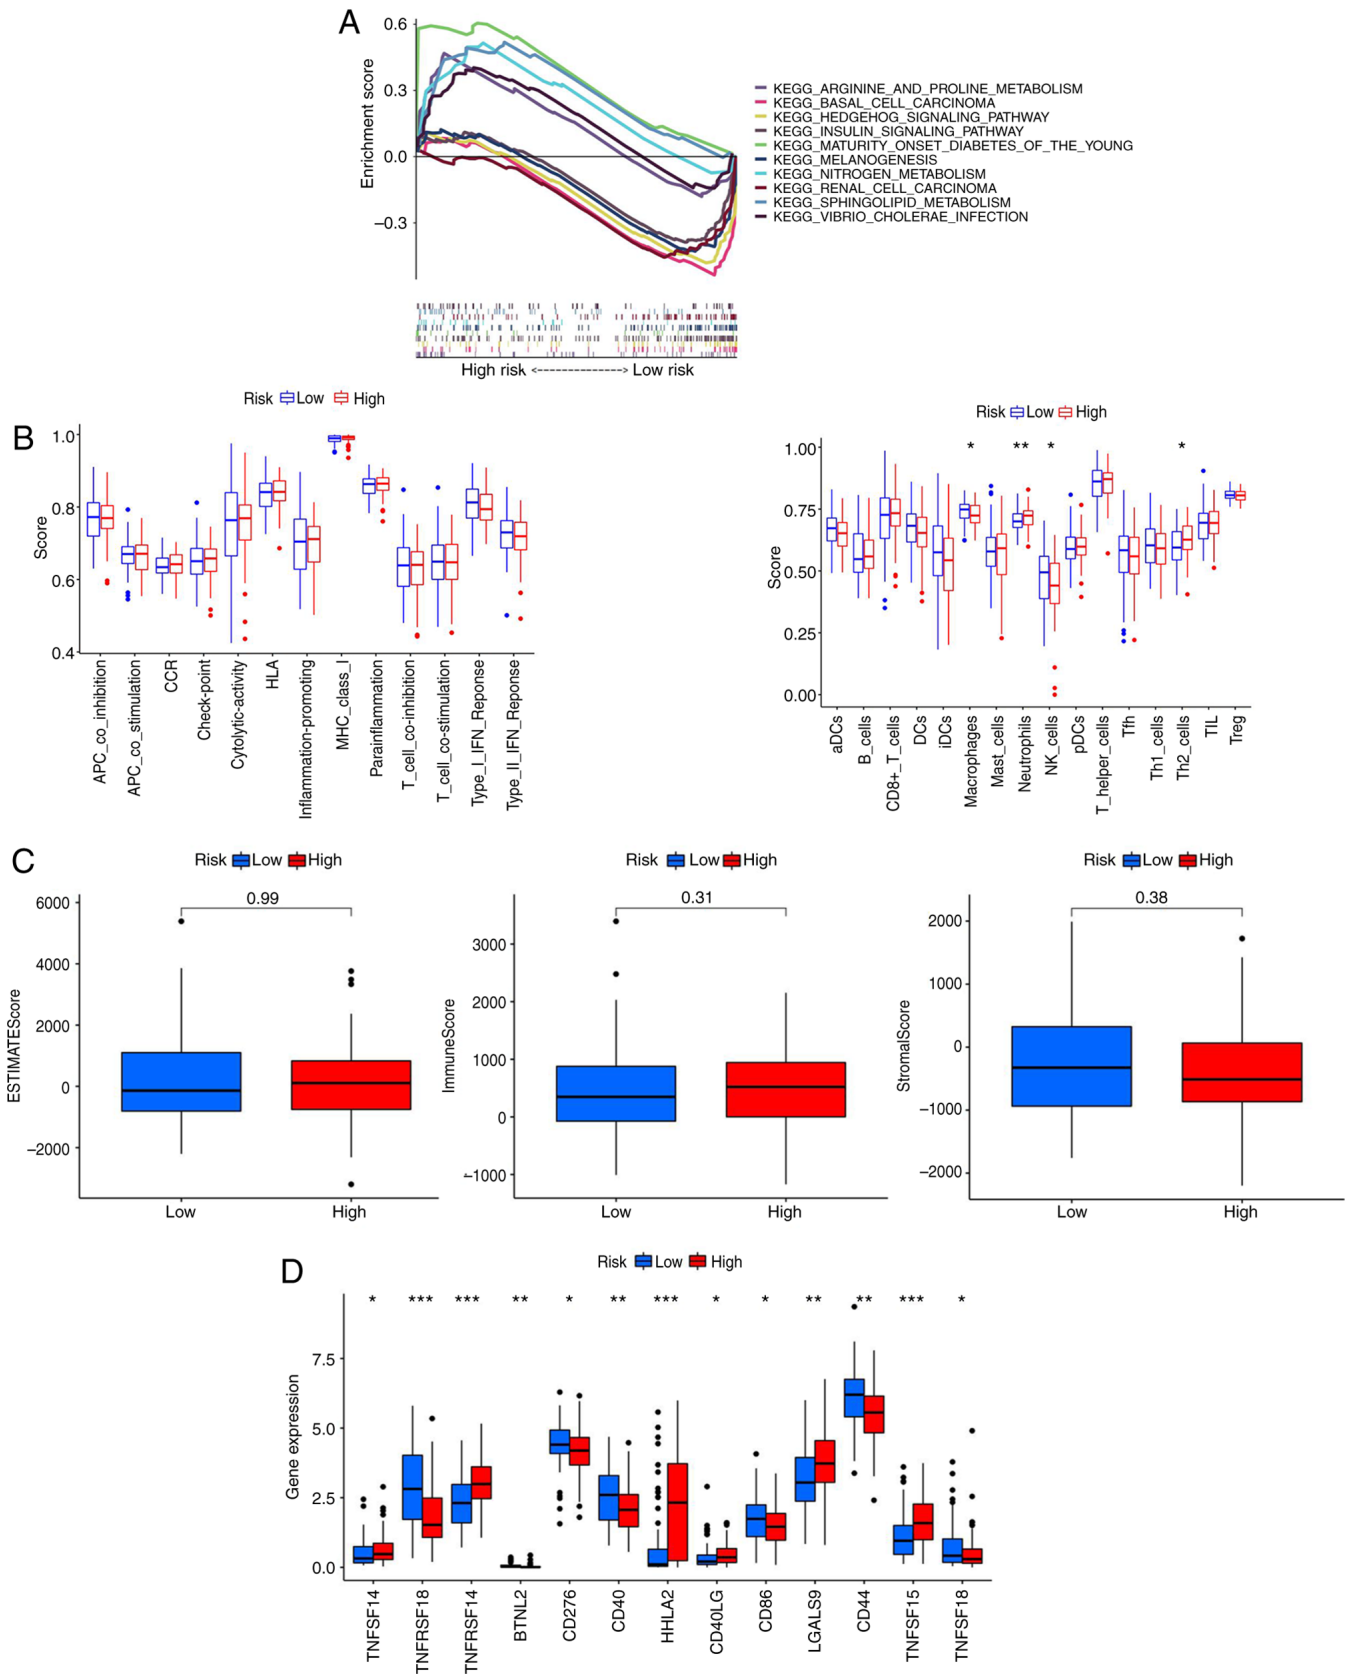 A
0.6
0.3
0.0
−0.3
Enrichment score
KEGG_ARGININE_AND_PROLINE_METABOLISM
KEGG_BASAL_CELL_CARCINOMA
KEGG_HEDGEHOG_SIGNALING_PATHWAY
KEGG_INSULIN_SIGNALING_PATHWAY
KEGG_MATURITY_ONSET_DIABETES_OF_THE_YOUNG
KEGG_MELANOGENESIS
KEGG_NITROGEN_METABOLISM
KEGG_RENAL_CELL_CARCINOMA
KEGG_SPHINGOLIPID_METABOLISM
KEGG_VIBRIO_CHOLERAE_INFECTION
High risk <------------> Low risk
B
Risk Low High
1.0
0.8
0.6
0.4
Score
APC_co_inhibition
APC_co_stimulation
CCR
Check-point
Cytolytic-activity
HLA
Inflammation-promoting
MHC_class_I
Parainflammation
T_cell_co-inhibition
T_cell_co-stimulation
Type_I_IFN_Reponse
Type_II_IFN_Reponse
Risk Low High
* ** * *
1.00
0.75
0.50
0.25
0.00
Score
aDCs
B_cells
CD8+_T_cells
DCs
iDCs
Macrophages
Mast_cells
Neutrophils
NK_cells
pDCs
T_helper_cells
Tfh
Th1_cells
Th2_cells
TIL
Treg
C
Risk Low High
0.99
6000
4000
2000
0
−2000
ESTIMATEScore
Low High
Risk Low High
0.31
3000
2000
1000
0
−1000
ImmuneScore
Low High
Risk Low High
0.38
2000
1000
0
−1000
−2000
StromalScore
Low High
D
Risk Low High
* *** *** ** * ** *** * * ** ** *** *
7.5
5.0
2.5
0.0
Gene expression
TNFSF14
TNFRSF18
TNFRSF14
BTNL2
CD276
CD40
HHLA2
CD40LG
CD86
LGALS9
CD44
TNFSF15
TNFSF18